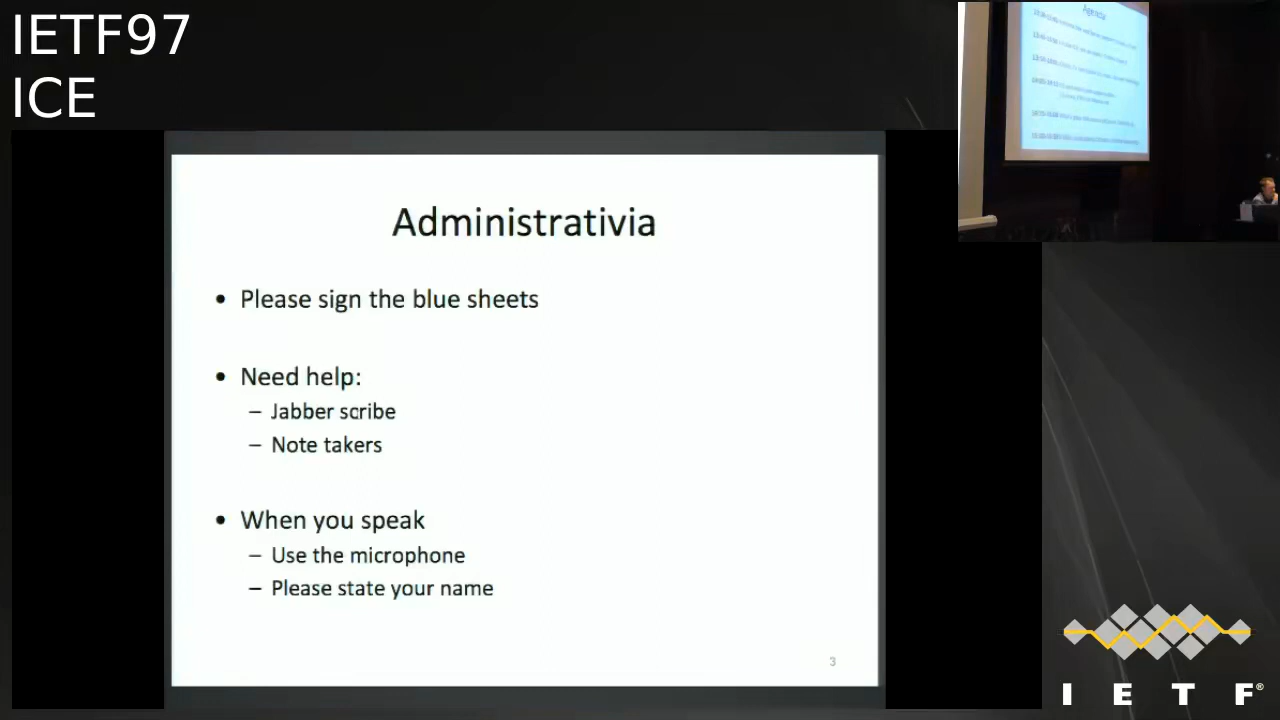 IETF97
ICE
Agenda
Administrativia
• Please sign the blue sheets
• Need help:
– Jabber scribe
– Note takers
• When you speak
– Use the microphone
– Please state your name
3
I E T F®